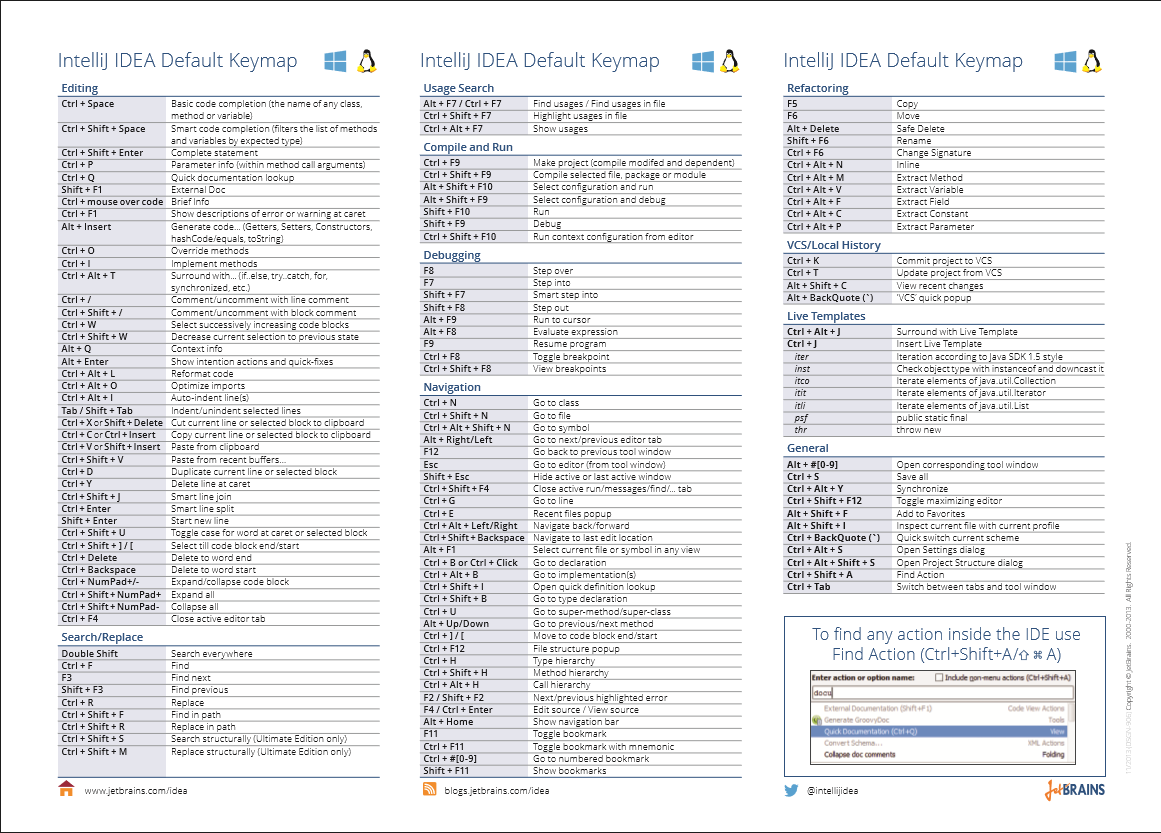 IntelliJ IDEA Default Keymap
Editing
Ctrl + Space Basic code completion (the name of any class,
method or variable)
Ctrl + Shift + Space Smart code completion (filters the list of methods
and variables by expected type)
Ctrl + Shift + Enter Complete statement
Ctrl + P Parameter info (within method call arguments)
Ctrl + Q Quick documentation lookup
Shift + F1 External Doc
Ctrl + mouse over code Brief Info
Ctrl + F1 Show descriptions of error or warning at caret
Alt + Insert Generate code... (Getters, Setters, Constructors,
hashCode/equals, toString)
Ctrl + O Override methods
Ctrl + I Implement methods
Ctrl + Alt + T Surround with... (if..else, try..catch, for,
synchronized, etc.)
Ctrl + / Comment/uncomment with line comment
Ctrl + Shift + / Comment/uncomment with block comment
Ctrl + W Select successively increasing code blocks
Ctrl + Shift + W Decrease current selection to previous state
Alt + Q Context info
Alt + Enter Show intention actions and quick-fixes
Ctrl + Alt + L Reformat code
Ctrl + Alt + O Optimize imports
Ctrl + Alt + I Auto-indent line(s)
Tab / Shift + Tab Indent/unindent selected lines
Ctrl + X or Shift + Delete Cut current line or selected block to clipboard
Ctrl + C or Ctrl + Insert Copy current line or selected block to clipboard
Ctrl + V or Shift + Insert Paste from clipboard
Ctrl + Shift + V Paste from recent buffers...
Ctrl + D Duplicate current line or selected block
Ctrl + Y Delete line at caret
Ctrl + Shift + J Smart line join
Ctrl + Enter Smart line split
Shift + Enter Start new line
Ctrl + Shift + U Toggle case for word at caret or selected block
Ctrl + Shift + ] / [ Select till code block end/start
Ctrl + Delete Delete to word end
Ctrl + Backspace Delete to word start
Ctrl + NumPad+/- Expand/collapse code block
Ctrl + Shift + NumPad+ Expand all
Ctrl + Shift + NumPad- Collapse all
Ctrl + F4 Close active editor tab
Search/Replace
Double Shift Search everywhere
Ctrl + F Find
F3 Find next
Shift + F3 Find previous
Ctrl + R Replace
Ctrl + Shift + F Find in path
Ctrl + Shift + R Replace in path
Ctrl + Shift + S Search structurally (Ultimate Edition only)
Ctrl + Shift + M Replace structurally (Ultimate Edition only)
www.jetbrains.com/idea
IntelliJ IDEA Default Keymap
Usage Search
Alt + F7 / Ctrl + F7 Find usages / Find usages in file
Ctrl + Shift + F7 Highlight usages in file
Ctrl + Alt + F7 Show usages
Compile and Run
Ctrl + F9 Make project (compile modifed and dependent)
Ctrl + Shift + F9 Compile selected file, package or module
Alt + Shift + F10 Select configuration and run
Alt + Shift + F9 Select configuration and debug
Shift + F10 Run
Shift + F9 Debug
Ctrl + Shift + F10 Run context configuration from editor
Debugging
F8 Step over
F7 Step into
Shift + F7 Smart step into
Shift + F8 Step out
Alt + F9 Run to cursor
Alt + F8 Evaluate expression
F9 Resume program
Ctrl + F8 Toggle breakpoint
Ctrl + Shift + F8 View breakpoints
Navigation
Ctrl + N Go to class
Ctrl + Shift + N Go to file
Ctrl + Alt + Shift + N Go to symbol
Alt + Right/Left Go to next/previous editor tab
F12 Go back to previous tool window
Esc Go to editor (from tool window)
Shift + Esc Hide active or last active window
Ctrl + Shift + F4 Close active run/messages/find/... tab
Ctrl + G Go to line
Ctrl + E Recent files popup
Ctrl + Alt + Left/Right Navigate back/forward
Ctrl + Shift + Backspace Navigate to last edit location
Alt + F1 Select current file or symbol in any view
Ctrl + B or Ctrl + Click Go to declaration
Ctrl + Alt + B Go to implementation(s)
Ctrl + Shift + I Open quick definition lookup
Ctrl + Shift + B Go to type declaration
Ctrl + U Go to super-method/super-class
Alt + Up/Down Go to previous/next method
Ctrl + ] / [ Move to code block end/start
Ctrl + F12 File structure popup
Ctrl + H Type hierarchy
Ctrl + Shift + H Method hierarchy
Ctrl + Alt + H Call hierarchy
F2 / Shift + F2 Next/previous highlighted error
F4 / Ctrl + Enter Edit source / View source
Alt + Home Show navigation bar
F11 Toggle bookmark
Ctrl + F11 Toggle bookmark with mnemonic
Ctrl + #[0-9] Go to numbered bookmark
Shift + F11 Show bookmarks
blogs.jetbrains.com/idea
IntelliJ IDEA Default Keymap
Refactoring
F5 Copy
F6 Move
Alt + Delete Safe Delete
Shift + F6 Rename
Ctrl + F6 Change Signature
Ctrl + Alt + N Inline
Ctrl + Alt + M Extract Method
Ctrl + Alt + V Extract Variable
Ctrl + Alt + F Extract Field
Ctrl + Alt + C Extract Constant
Ctrl + Alt + P Extract Parameter
VCS/Local History
Ctrl + K Commit project to VCS
Ctrl + T Update project from VCS
Alt + Shift + C View recent changes
Alt + BackQuote (`) 'VCS' quick popup
Live Templates
Ctrl + Alt + J Surround with Live Template
Ctrl + J Insert Live Template
iter Iteration according to Java SDK 1.5 style
inst Check object type with instanceof and downcast it
itco Iterate elements of java.util.Collection
itit Iterate elements of java.util.Iterator
itli Iterate elements of java.util.List
psf public static final
thr throw new
General
Alt + #[0-9] Open corresponding tool window
Ctrl + S Save all
Ctrl + Alt + Y Synchronize
Ctrl + Shift + F12 Toggle maximizing editor
Alt + Shift + F Add to Favorites
Alt + Shift + I Inspect current file with current profile
Ctrl + BackQuote (`) Quick switch current scheme
Ctrl + Alt + S Open Settings dialog
Ctrl + Alt + Shift + S Open Project Structure dialog
Ctrl + Shift + A Find Action
Ctrl + Tab Switch between tabs and tool window
To find any action inside the IDE use
Find Action (Ctrl+Shift+A/⇧⌘A)
Enter action or option name: Include non-menu actions (Ctrl+Shift+A)
docu
External Documentation (Shift+F1) Code View Actions
Generate GroovyDoc Tools
Quick Documentation (Ctrl+Q) View
Convert Schema... XML Actions
Collapse doc comments Folding
@intellijidea
JetBRAINS
Copyright © JetBrains. 2000-2013. All Rights Reserved.